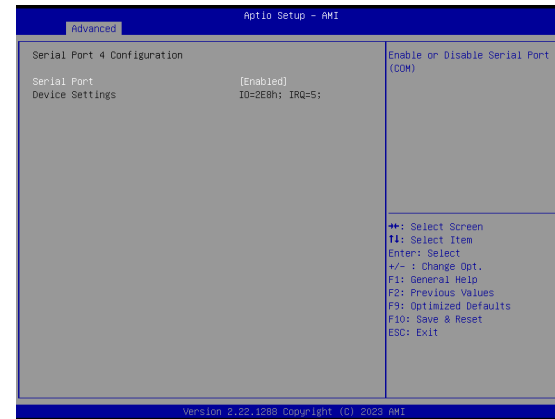 Aptio Setup - AMI
Advanced
Serial Port 4 Configuration
Serial Port [Enabled]
Device Settings IO=2E8h; IRQ=5;
Enable or Disable Serial Port
(COM)
→←: Select Screen
↑↓: Select Item
Enter: Select
+/- : Change Opt.
F1: General Help
F2: Previous Values
F9: Optimized Defaults
F10: Save & Reset
ESC: Exit
Version 2.22.1288 Copyright (C) 2023 AMI